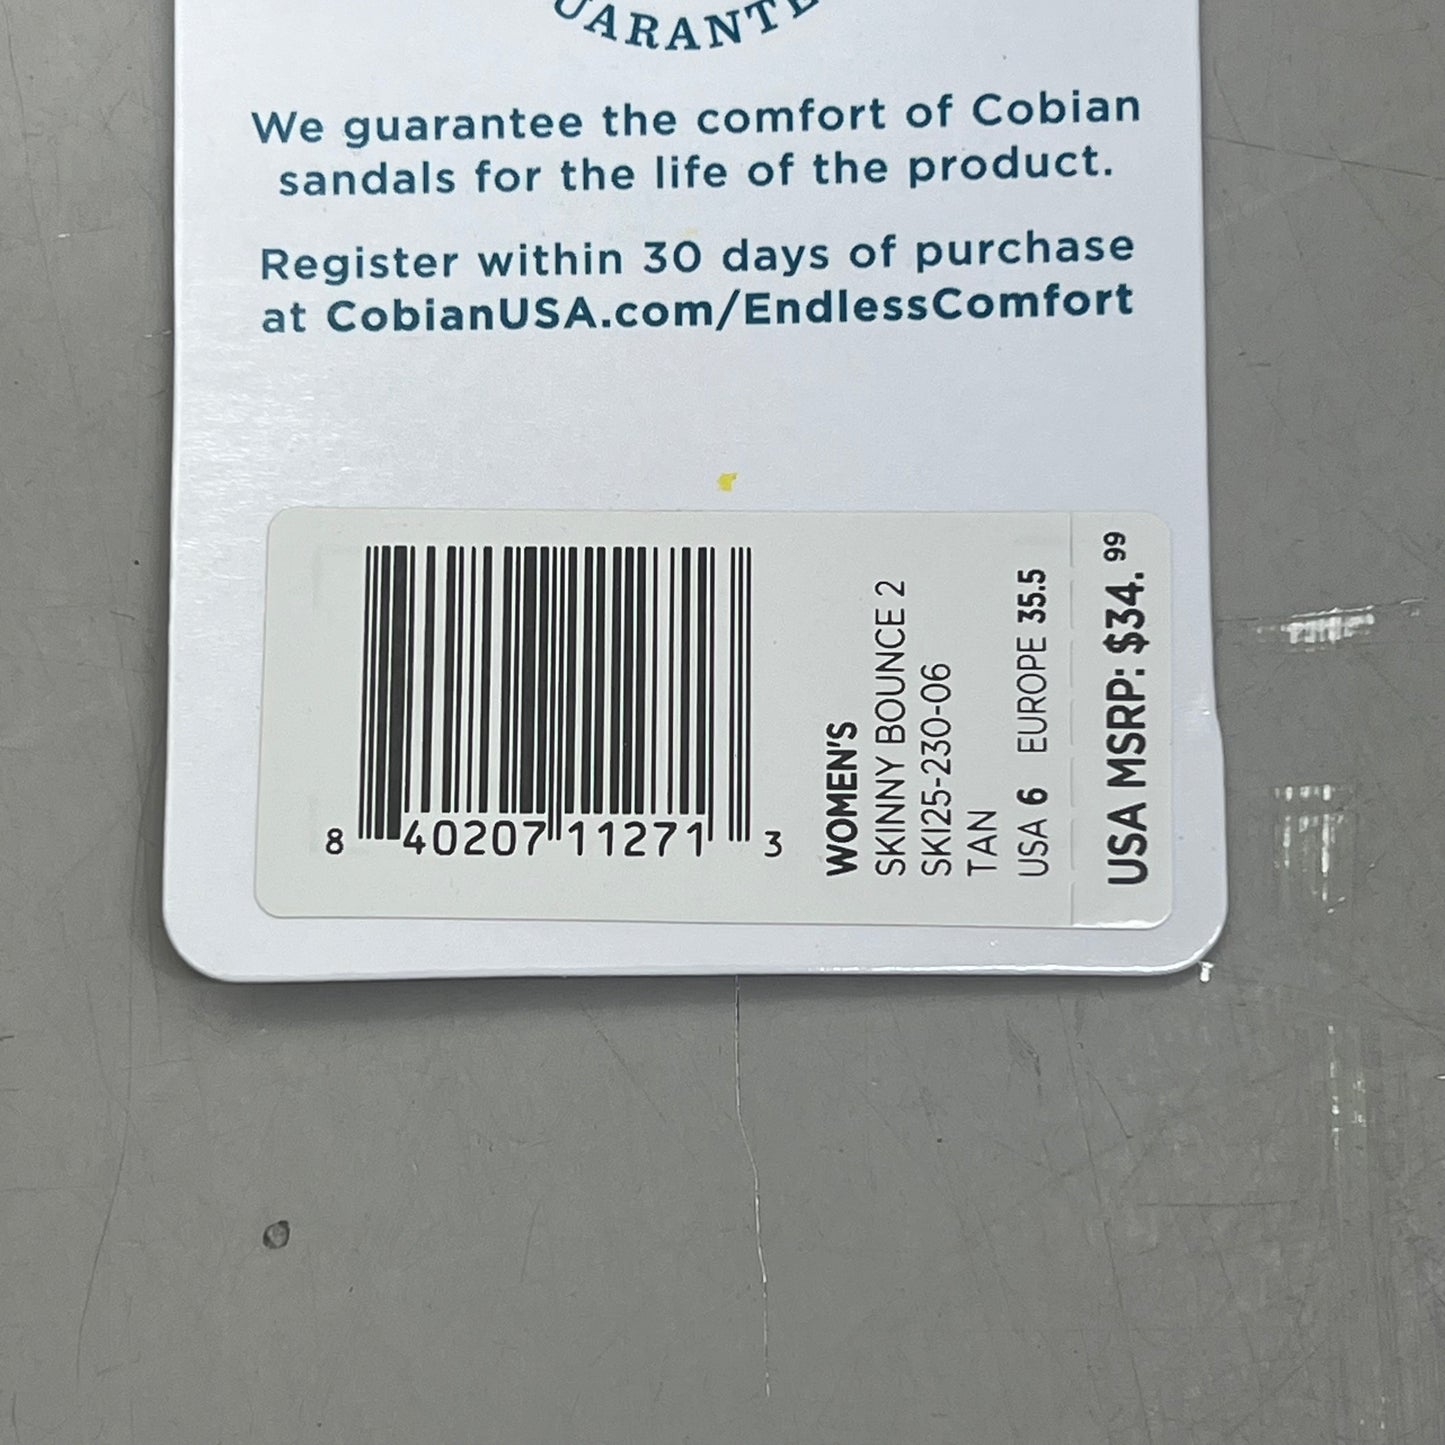 We guarantee the comfort of Cobian
sandals for the life of the product.
Register within 30 days of purchase
at CobianUSA.com/EndlessComfort
8 40207 11271 3
WOMEN'S
SKINNY BOUNCE 2
SKI25-230-06
TAN
USA 6 EUROPE 35.5
USA MSRP: $34.99